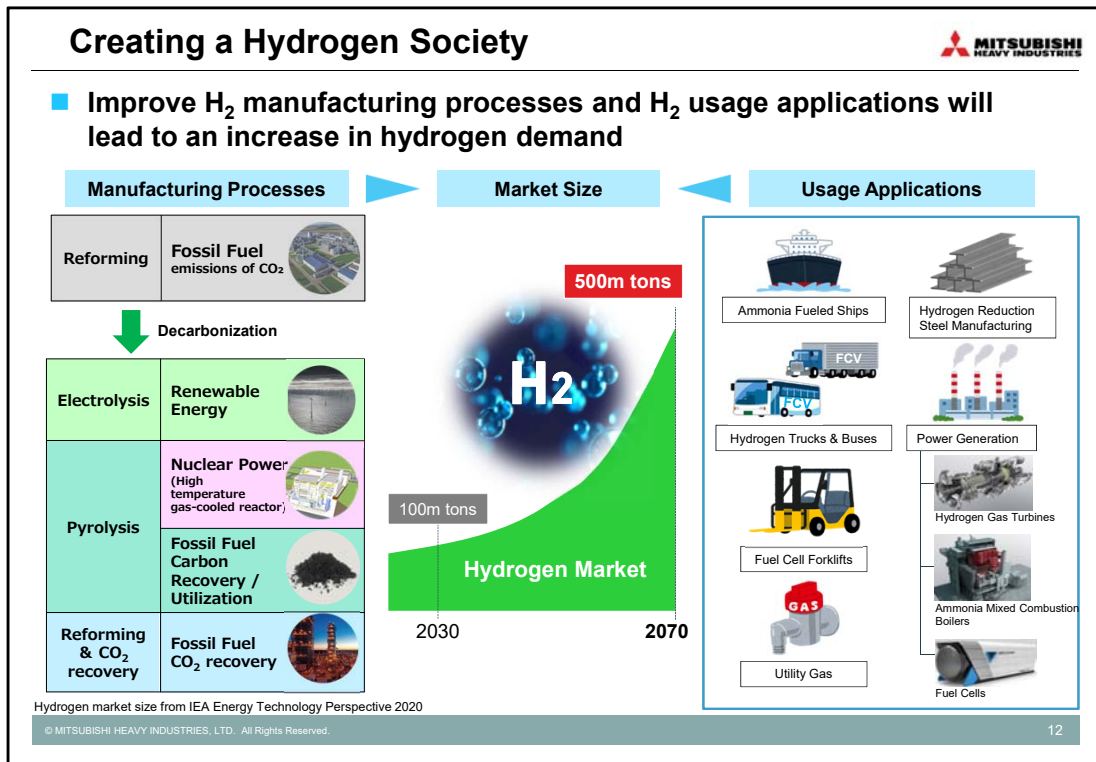 Creating a Hydrogen Society
MITSUBISHI
HEAVY INDUSTRIES
Improve H₂ manufacturing processes and H₂ usage applications will
lead to an increase in hydrogen demand
Manufacturing Processes
Market Size
Usage Applications
Reforming
Fossil Fuel
emissions of CO₂
Decarbonization
Electrolysis
Renewable
Energy
Pyrolysis
Nuclear Power
(High
temperature
gas-cooled reactor)
Fossil Fuel
Carbon
Recovery /
Utilization
Reforming
& CO₂
recovery
Fossil Fuel
CO₂ recovery
500m tons
H2
100m tons
Hydrogen Market
2030
2070
Ammonia Fueled Ships
Hydrogen Reduction
Steel Manufacturing
FCV
FCV
Hydrogen Trucks & Buses
Power Generation
Hydrogen Gas Turbines
Fuel Cell Forklifts
Ammonia Mixed Combustion
Boilers
GAS
Utility Gas
Fuel Cells
Hydrogen market size from IEA Energy Technology Perspective 2020
© MITSUBISHI HEAVY INDUSTRIES, LTD. All Rights Reserved.
12